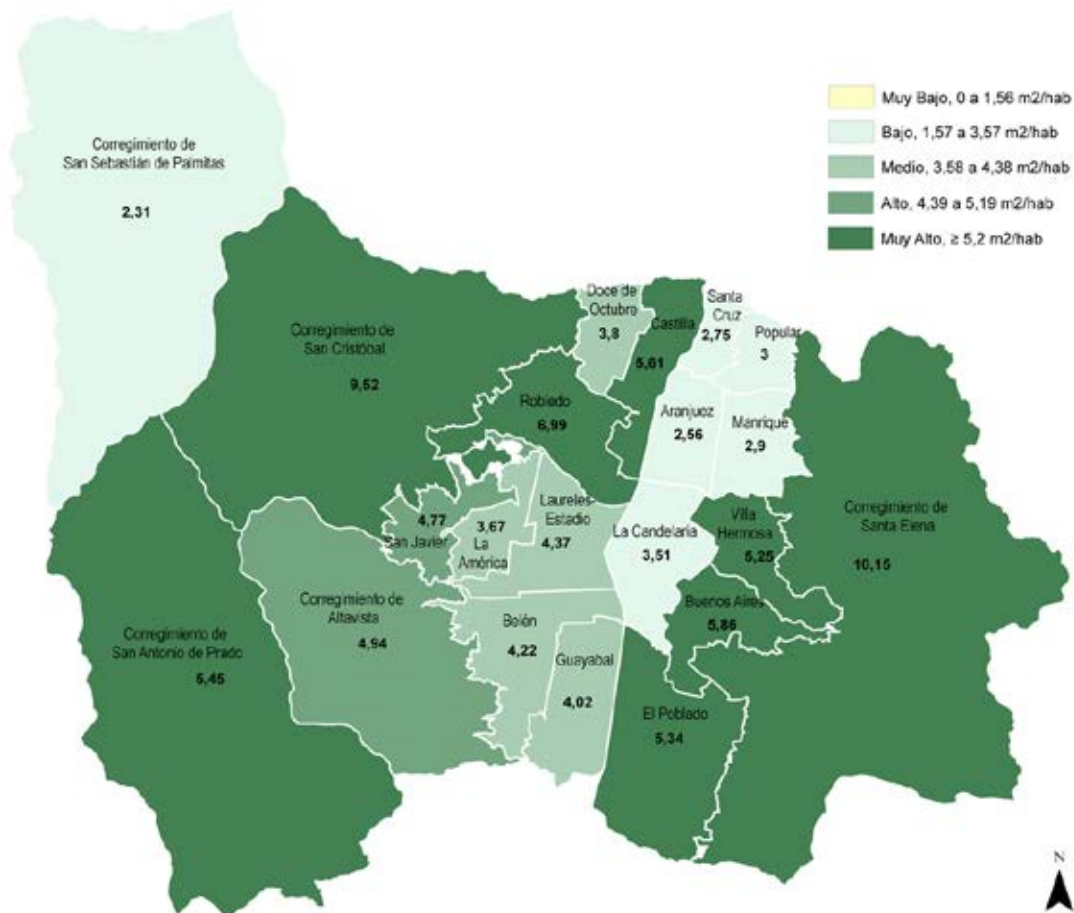 Muy Bajo, 0 a 1,56 m2/hab
Bajo, 1,57 a 3,57 m2/hab
Medio, 3,58 a 4,38 m2/hab
Alto, 4,39 a 5,19 m2/hab
Muy Alto, ≥ 5,2 m2/hab
Corregimiento de
San Sebastián de Palmitas
2,31
Corregimiento de
San Cristóbal
9,52
Doce de
Octubre
3,8
Castilla
5,61
Santa
Cruz
2,75
Popular
3
Robledo
6,99
Aranjuez
2,56
Manrique
2,9
4,77
San Javier
3,67
La
América
Laureles-
Estadio
4,37
La Candelaria
3,51
Villa
Hermosa
5,25
Corregimiento de
Santa Elena
10,15
Corregimiento de
Altavista
4,94
Buenos Aires
5,86
Corregimiento de
San Antonio de Prado
Belén
4,22
Guayabal
4,02
El Poblado
5,34
N